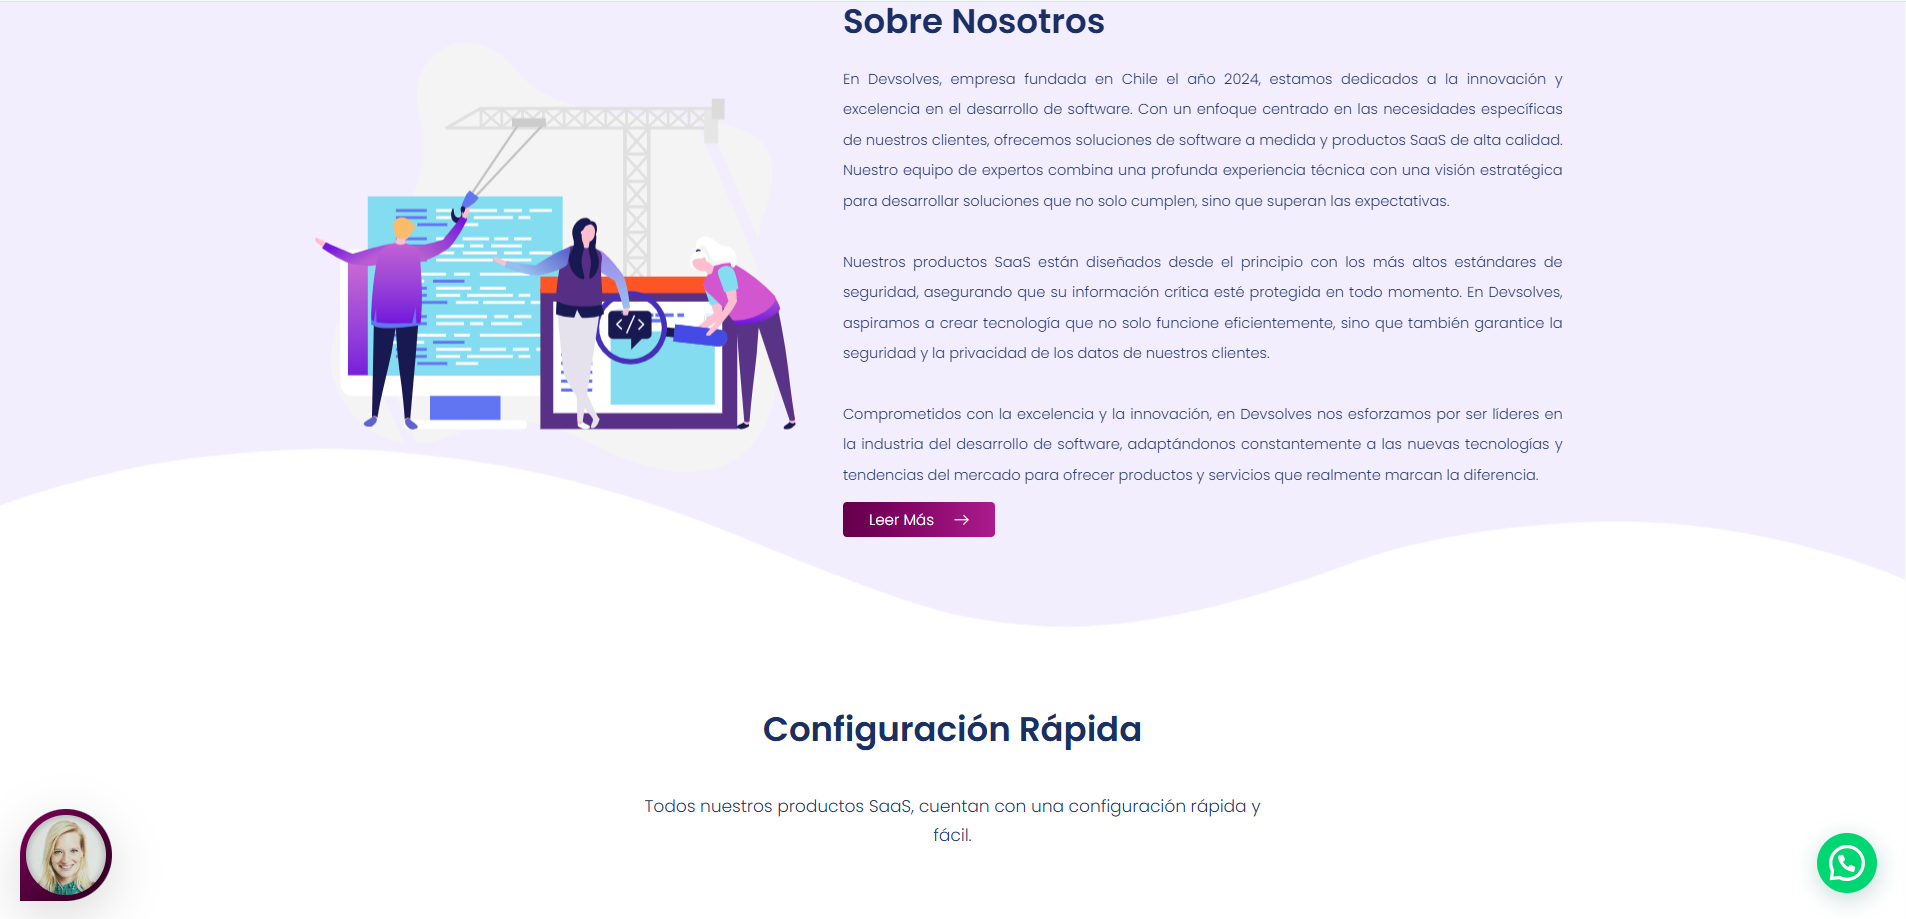 Sobre Nosotros
En Devsolves, empresa fundada en Chile el año 2024, estamos dedicados a la innovación y
excelencia en el desarrollo de software. Con un enfoque centrado en las necesidades específicas
de nuestros clientes, ofrecemos soluciones de software a medida y productos SaaS de alta calidad.
Nuestro equipo de expertos combina una profunda experiencia técnica con una visión estratégica
para desarrollar soluciones que no solo cumplen, sino que superan las expectativas.
Nuestros productos SaaS están diseñados desde el principio con los más altos estándares de
seguridad, asegurando que su información crítica esté protegida en todo momento. En Devsolves,
aspiramos a crear tecnología que no solo funcione eficientemente, sino que también garantice la
seguridad y la privacidad de los datos de nuestros clientes.
Comprometidos con la excelencia y la innovación, en Devsolves nos esforzamos por ser líderes en
la industria del desarrollo de software, adaptándonos constantemente a las nuevas tecnologías y
tendencias del mercado para ofrecer productos y servicios que realmente marcan la diferencia.
Leer Más
Configuración Rápida
Todos nuestros productos SaaS, cuentan con una configuración rápida y
fácil.